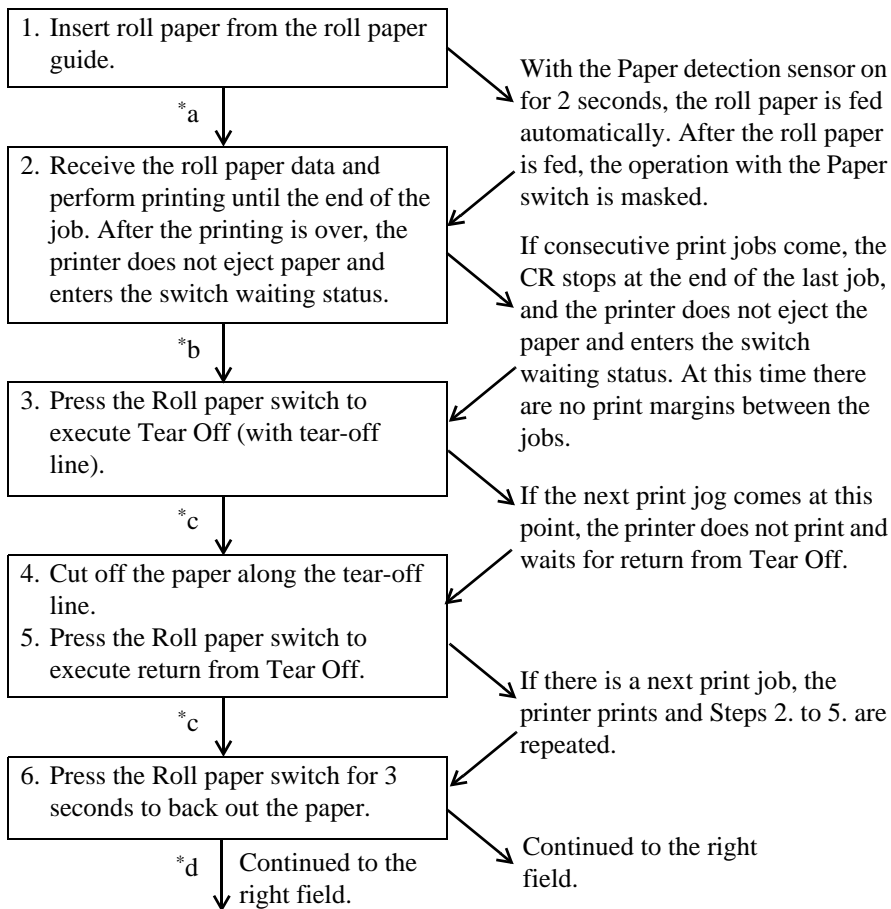 1. Insert roll paper from the roll paper
guide.
With the Paper detection sensor on
for 2 seconds, the roll paper is fed
automatically. After the roll paper
is fed, the operation with the Paper
switch is masked.
*a
2. Receive the roll paper data and
perform printing until the end of the
job. After the printing is over, the
printer does not eject paper and
enters the switch waiting status.
If consecutive print jobs come, the
CR stops at the end of the last job,
and the printer does not eject the
paper and enters the switch
waiting status. At this time there
are no print margins between the
jobs.
*b
3. Press the Roll paper switch to
execute Tear Off (with tear-off
line).
If the next print jog comes at this
point, the printer does not print and
waits for return from Tear Off.
*c
4. Cut off the paper along the tear-off
line.
5. Press the Roll paper switch to
execute return from Tear Off.
If there is a next print job, the
printer prints and Steps 2. to 5. are
repeated.
*c
6. Press the Roll paper switch for 3
seconds to back out the paper.
Continued to the right
field.
*d
Continued to the
right field.